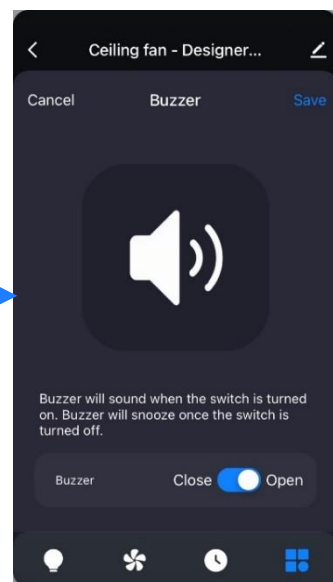 Ceiling fan - Designer...
Cancel Buzzer Save
Buzzer will sound when the switch is turned
on. Buzzer will snooze once the switch is
turned off.
Buzzer Close Open